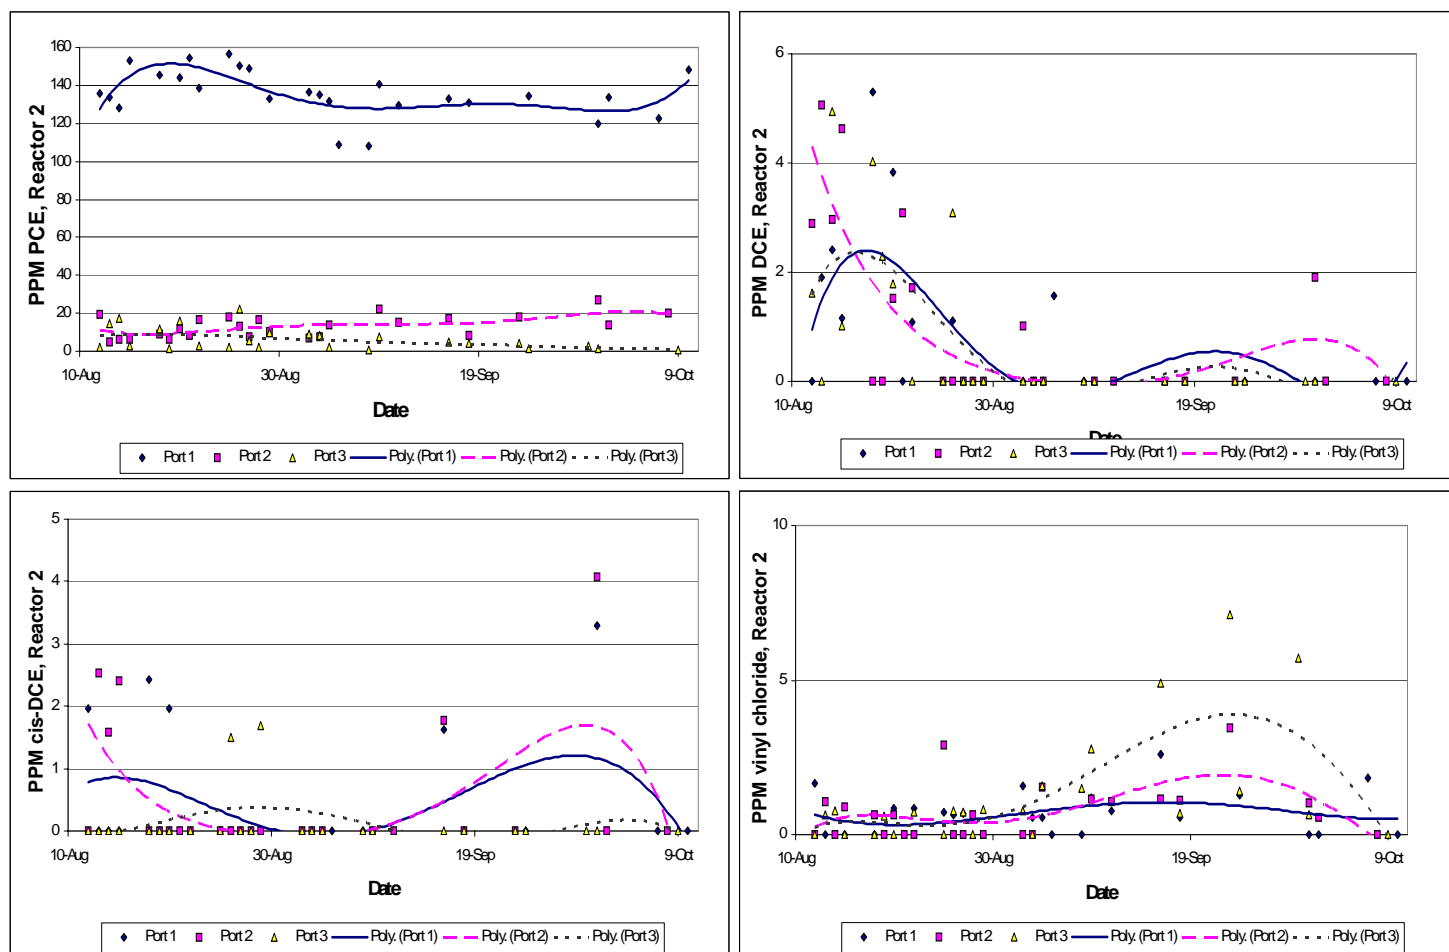 PPM PCE, Reactor 2
160
140
120
100
80
60
40
20
0
10-Aug 30-Aug 19-Sep 9-Oct
Date
Port 1 Port 2 Port 3 Poly. (Port 1) Poly. (Port 2) Poly. (Port 3)
PPM DCE, Reactor 2
6
4
2
0
10-Aug 30-Aug 19-Sep 9-Oct
Date
Port 1 Port 2 Port 3 Poly. (Port 1) Poly. (Port 2) Poly. (Port 3)
PPM cis-DCE, Reactor 2
5
4
3
2
1
0
10-Aug 30-Aug 19-Sep 9-Oct
Date
Port 1 Port 2 Port 3 Poly. (Port 1) Poly. (Port 2) Poly. (Port 3)
PPM vinyl chloride, Reactor 2
10
5
0
10-Aug 30-Aug 19-Sep 9-Oct
Date
Port 1 Port 2 Port 3 Poly. (Port 1) Poly. (Port 2) Poly. (Port 3)